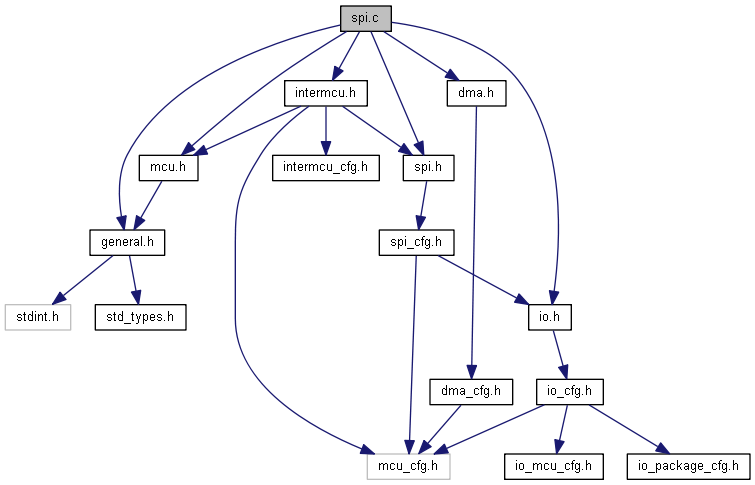 spi.c
intermcu.h
dma.h
mcu.h
intermcu_cfg.h
spi.h
general.h
spi_cfg.h
stdint.h
std_types.h
io.h
dma_cfg.h
io_cfg.h
mcu_cfg.h
io_mcu_cfg.h
io_package_cfg.h